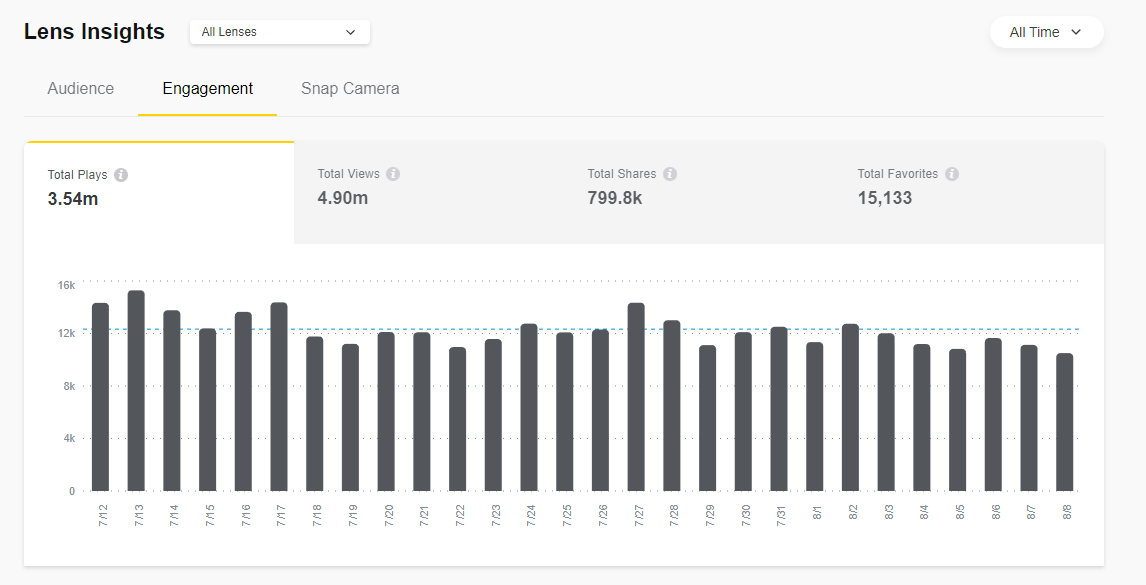 Lens Insights
All Lenses
All Time
Audience
Engagement
Snap Camera
Total Plays
3.54m
Total Views
4.90m
Total Shares
799.8k
Total Favorites
15,133
16k
12k
8k
4k
0
7/12 7/13 7/14 7/15 7/16 7/17 7/18 7/19 7/20 7/21 7/22 7/23 7/24 7/25 7/26 7/27 7/28 7/29 7/30 7/31 8/1 8/2 8/3 8/4 8/5 8/6 8/7 8/8